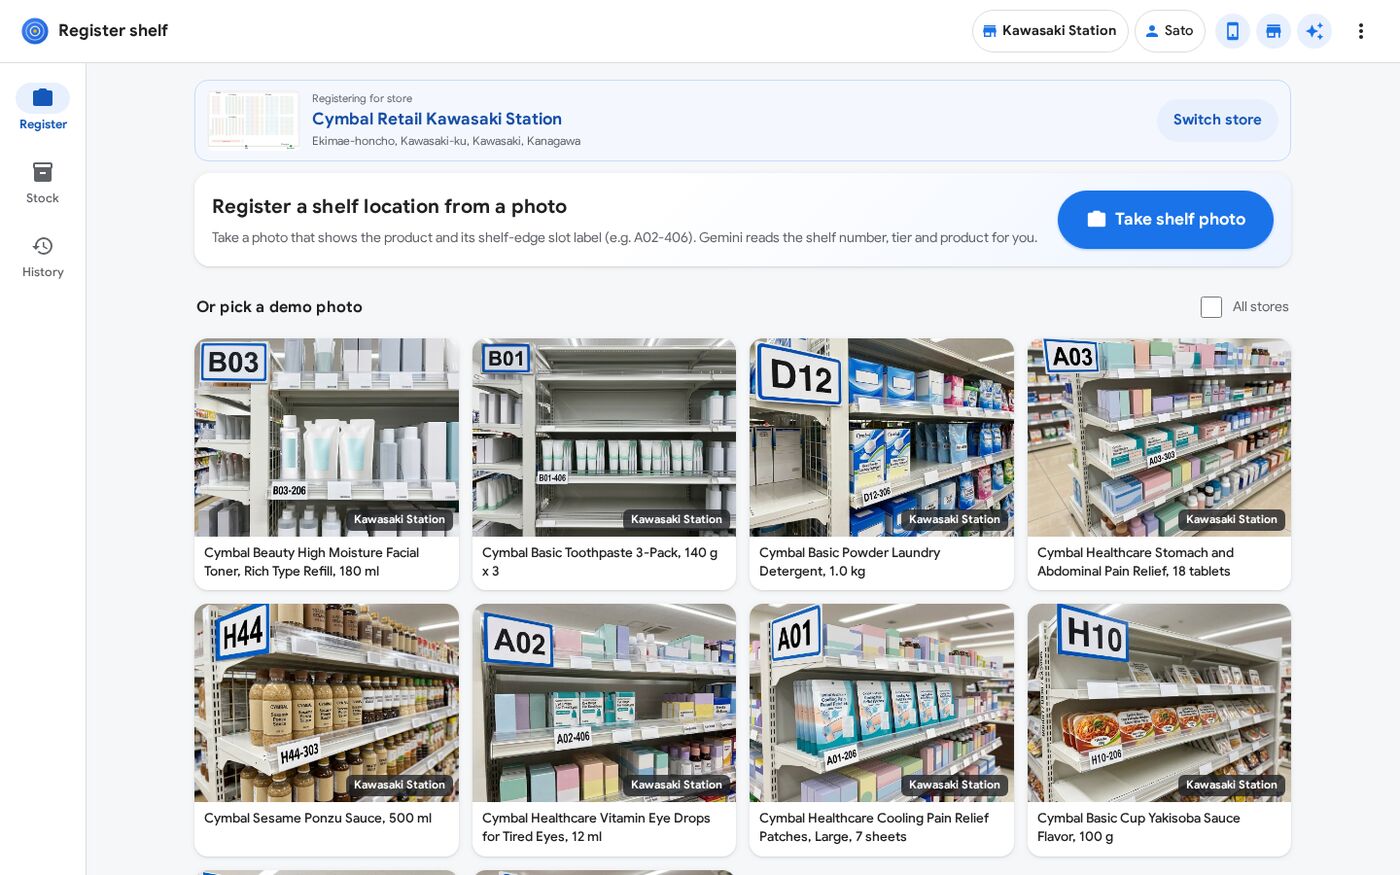 Register shelf
Kawasaki Station
Sato
Register
Stock
History
Registering for store
Cymbal Retail Kawasaki Station
Ekimae-honcho, Kawasaki-ku, Kawasaki, Kanagawa
Switch store
Register a shelf location from a photo
Take a photo that shows the product and its shelf-edge slot label (e.g. A02-406). Gemini reads the shelf number, tier and product for you.
Take shelf photo
Or pick a demo photo
All stores
B03
B03-206
Kawasaki Station
Cymbal Beauty High Moisture Facial
Toner, Rich Type Refill, 180 ml
B01
B01-406
Kawasaki Station
Cymbal Basic Toothpaste 3-Pack, 140 g
x 3
D12
D12-306
Kawasaki Station
Cymbal Basic Powder Laundry
Detergent, 1.0 kg
A03
A03-303
Kawasaki Station
Cymbal Healthcare Stomach and
Abdominal Pain Relief, 18 tablets
H44
CYMBAL
Sesame
Ponzu
Sauce
H44-303
Kawasaki Station
Cymbal Sesame Ponzu Sauce, 500 ml
A02
A02-406
Kawasaki Station
Cymbal Healthcare Vitamin Eye Drops
for Tired Eyes, 12 ml
A01
Cooling Pain
Relief Patches
A01-206
Kawasaki Station
Cymbal Healthcare Cooling Pain Relief
Patches, Large, 7 sheets
H10
H10-206
Kawasaki Station
Cymbal Basic Cup Yakisoba Sauce
Flavor, 100 g